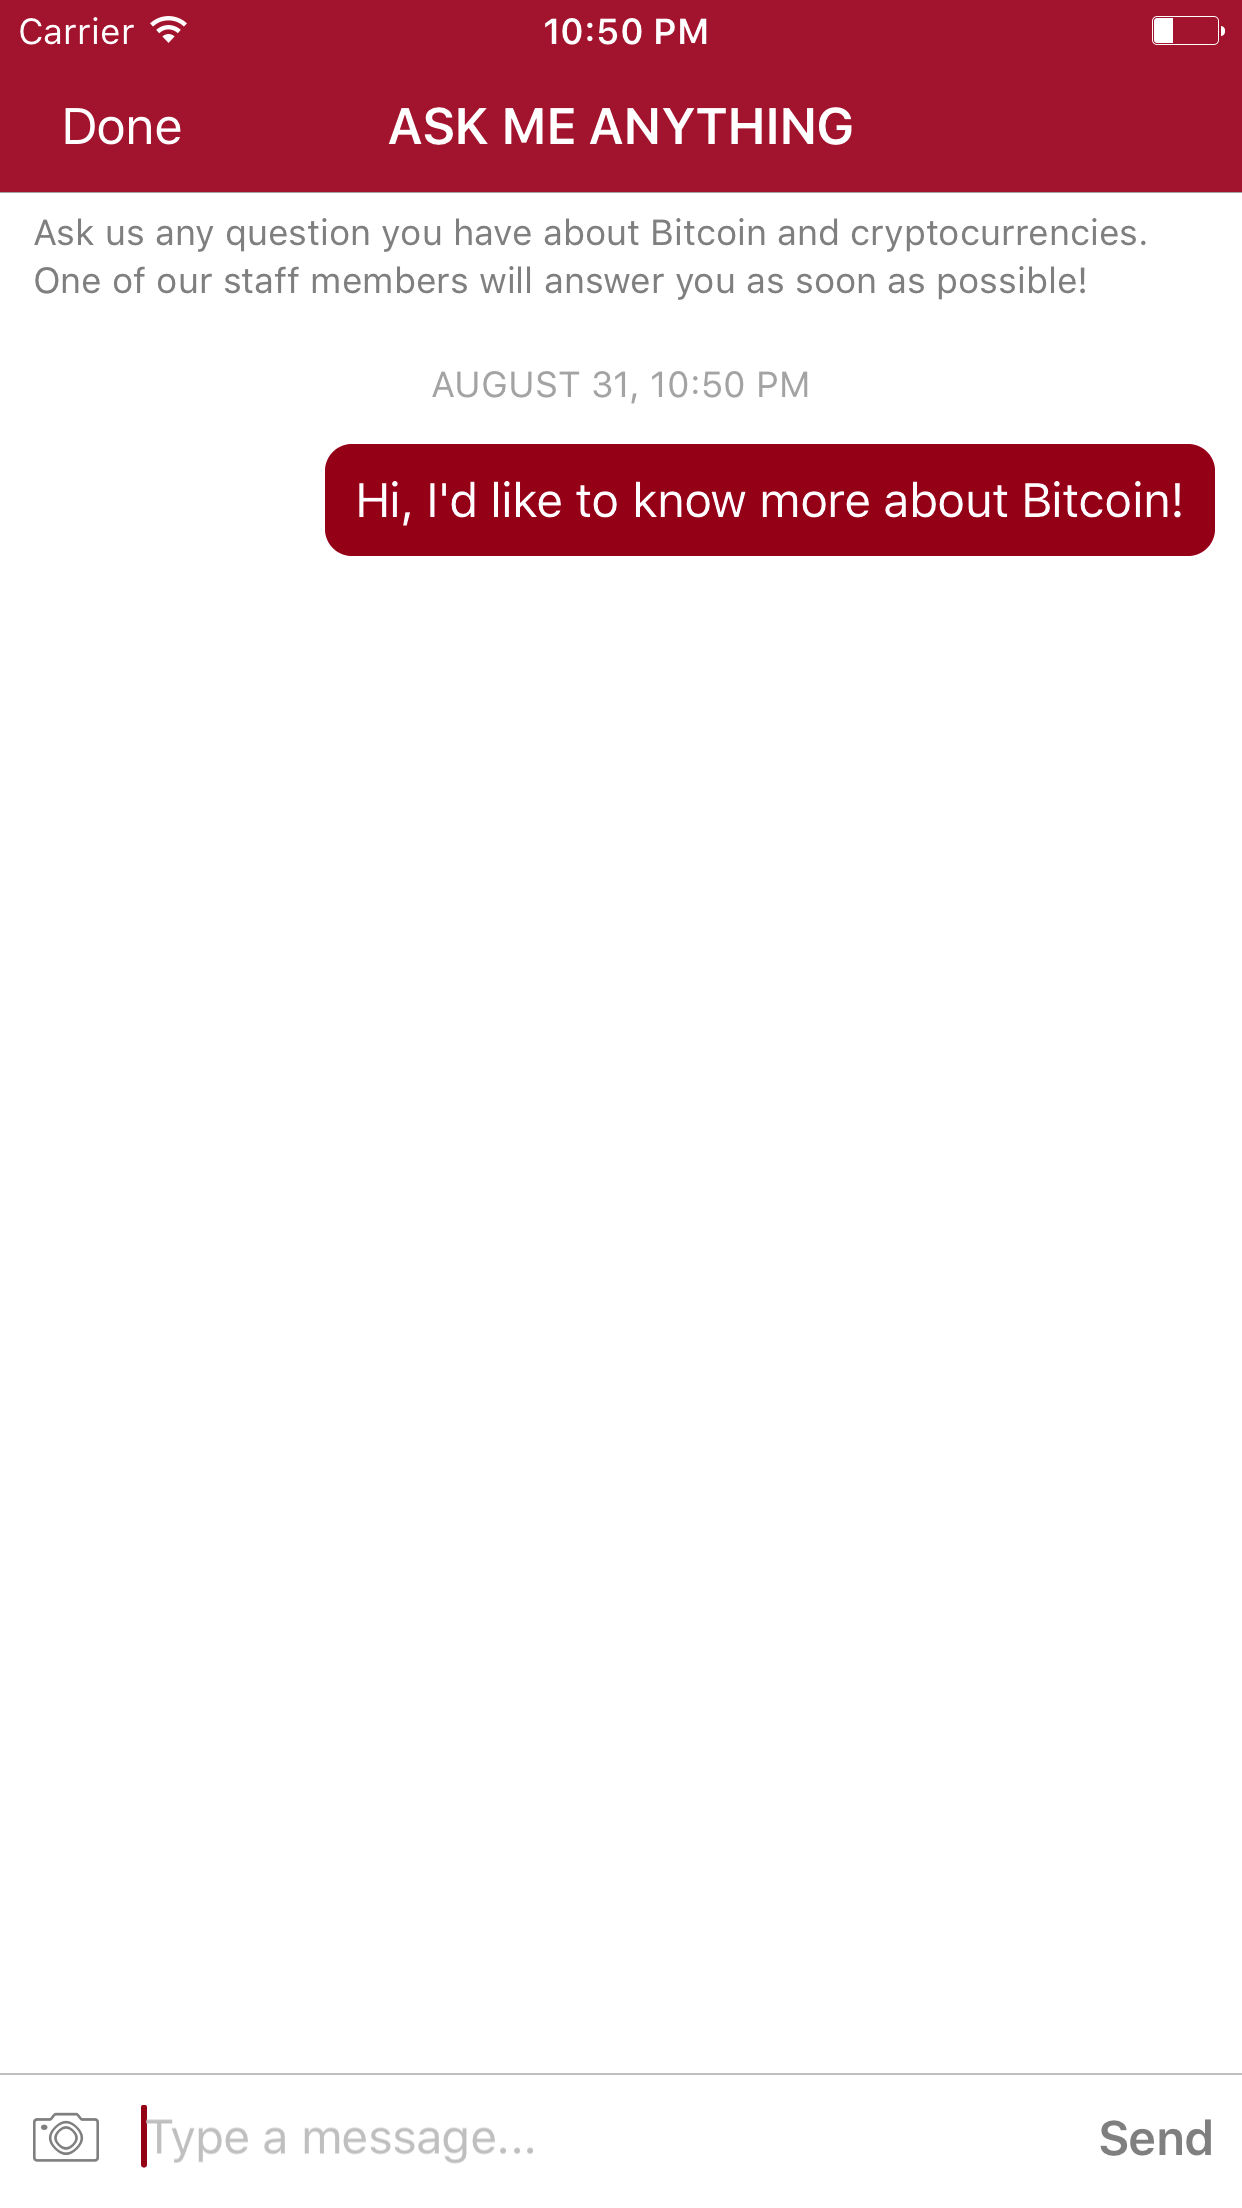 Carrier
10:50 PM
Done
ASK ME ANYTHING
Ask us any question you have about Bitcoin and cryptocurrencies.
One of our staff members will answer you as soon as possible!
AUGUST 31, 10:50 PM
Hi, I'd like to know more about Bitcoin!
Type a message...
Send